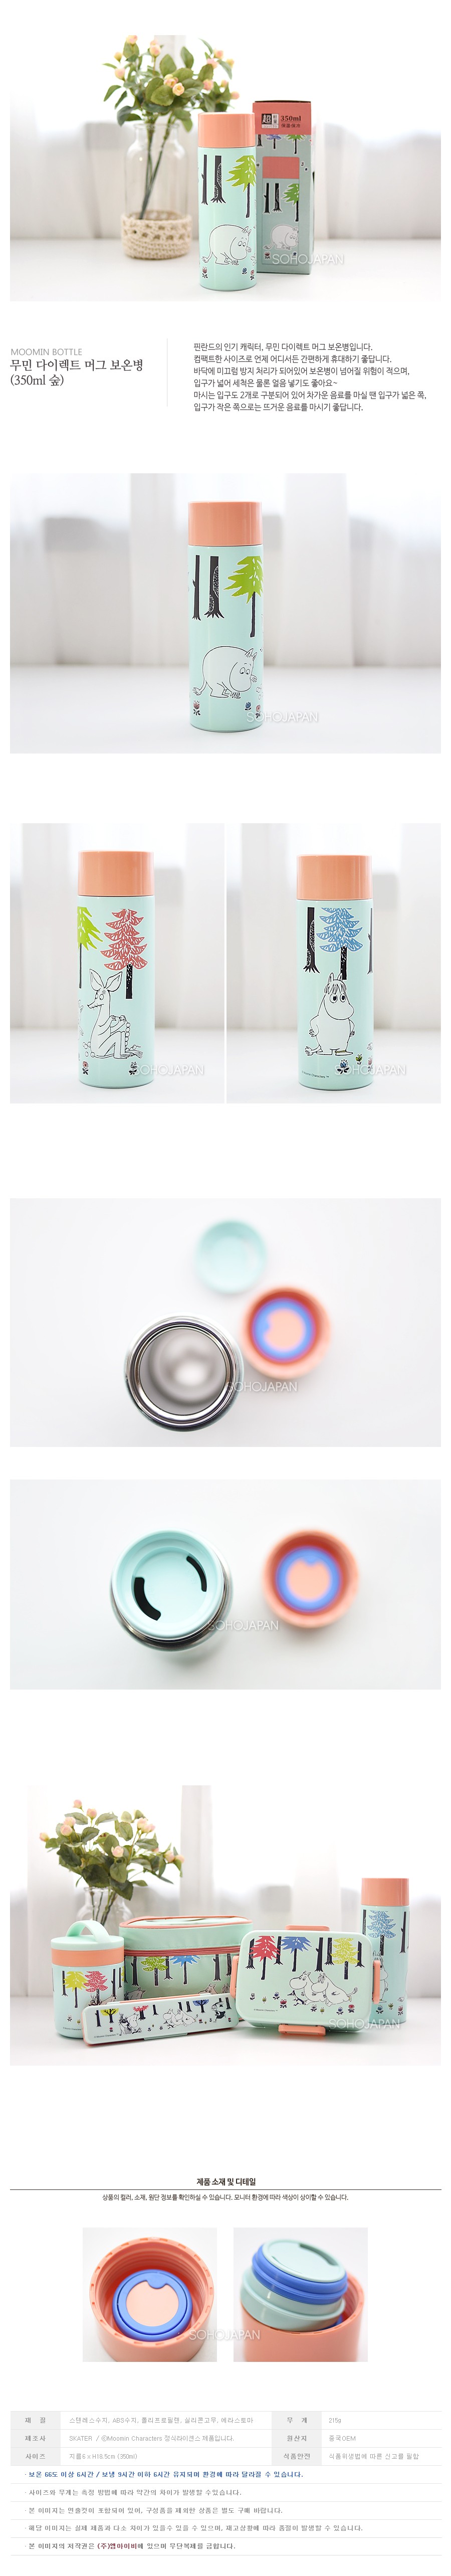 超
350ml
SOHOJAPAN
MOOMIN BOTTLE
무민 다이렉트 머그 보온병
(350ml 숲)
핀란드의 인기 캐릭터, 무민 다이렉트 머그 보온병입니다.
컴팩트한 사이즈로 언제 어디서든 간편하게 휴대하기 좋답니다.
바닥에 미끄럼 방지 처리가 되어있어 보온병이 넘어질 위험이 적으며,
입구가 넓어 세척은 물론 얼음 넣기도 좋아요~
마시는 입구도 2개로 구분되어 있어 차가운 음료를 마실 땐 입구가 넓은 쪽,
입구가 작은 쪽으로는 뜨거운 음료를 마시기 좋답니다.
SOHOJAPAN
SOHOJAPAN
SOHOJAPAN
SOHOJAPAN
SOHOJAPAN
SOHOJAPAN
제품 소재 및 디테일
상품의 컬러, 소재, 원단 정보를 확인하실 수 있습니다. 모니터 환경에 따라 색상이 상이할 수 있습니다.
SOHOJAPAN
재 질 스텐레스수지, ABS수지, 폴리프로필렌, 실리콘고무, 에라스토마 무 게 215g
제조사 SKATER / ⓒMoomin Characters 정식라이센스 제품입니다. 원산지 중국OEM
사이즈 지름6 x H19.5cm (350ml) 식품안전 식품위생법에 따른 신고를 필함
· 보온 66도 이상 6시간 / 보냉 9시간 이하 6시간 유지되며 환경에 따라 달라질 수 있습니다.
· 사이즈와 무게는 측정 방법에 따라 약간의 차이가 발생할 수있습니다.
· 본 이미지는 연출컷이 포함되어 있어, 구성품을 제외한 상품은 별도 구매 바랍니다.
· 해당 이미지는 실제 제품과 다소 차이가 있을수 있을 수 있으며, 재고상황에 따라 품절이 발생할 수 있습니다.
· 본 이미지의 저작권은 (주)엠아이비에 있으며 무단복제를 금합니다.